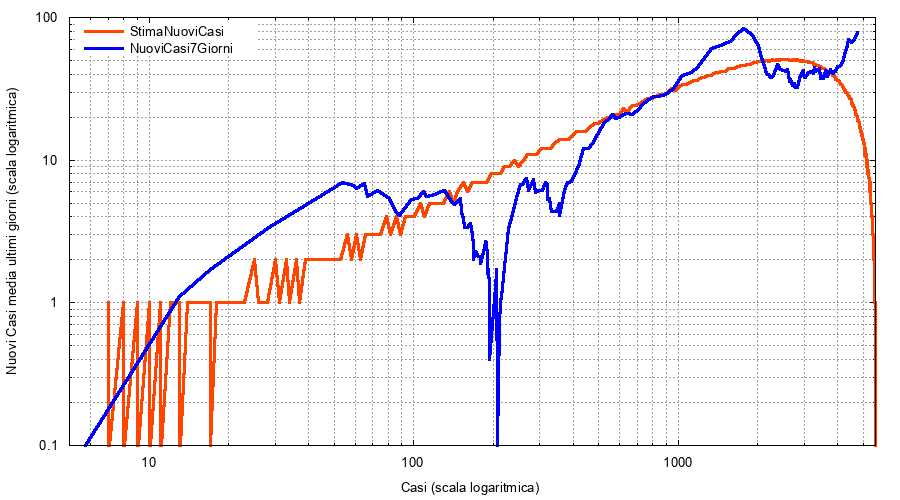 100
StimaNuoviCasi
NuoviCasi7Giorni
Nuovi Casi media ultimi giorni (scala logaritmica)
10
1
0.1
10
100
1000
Casi (scala logaritmica)